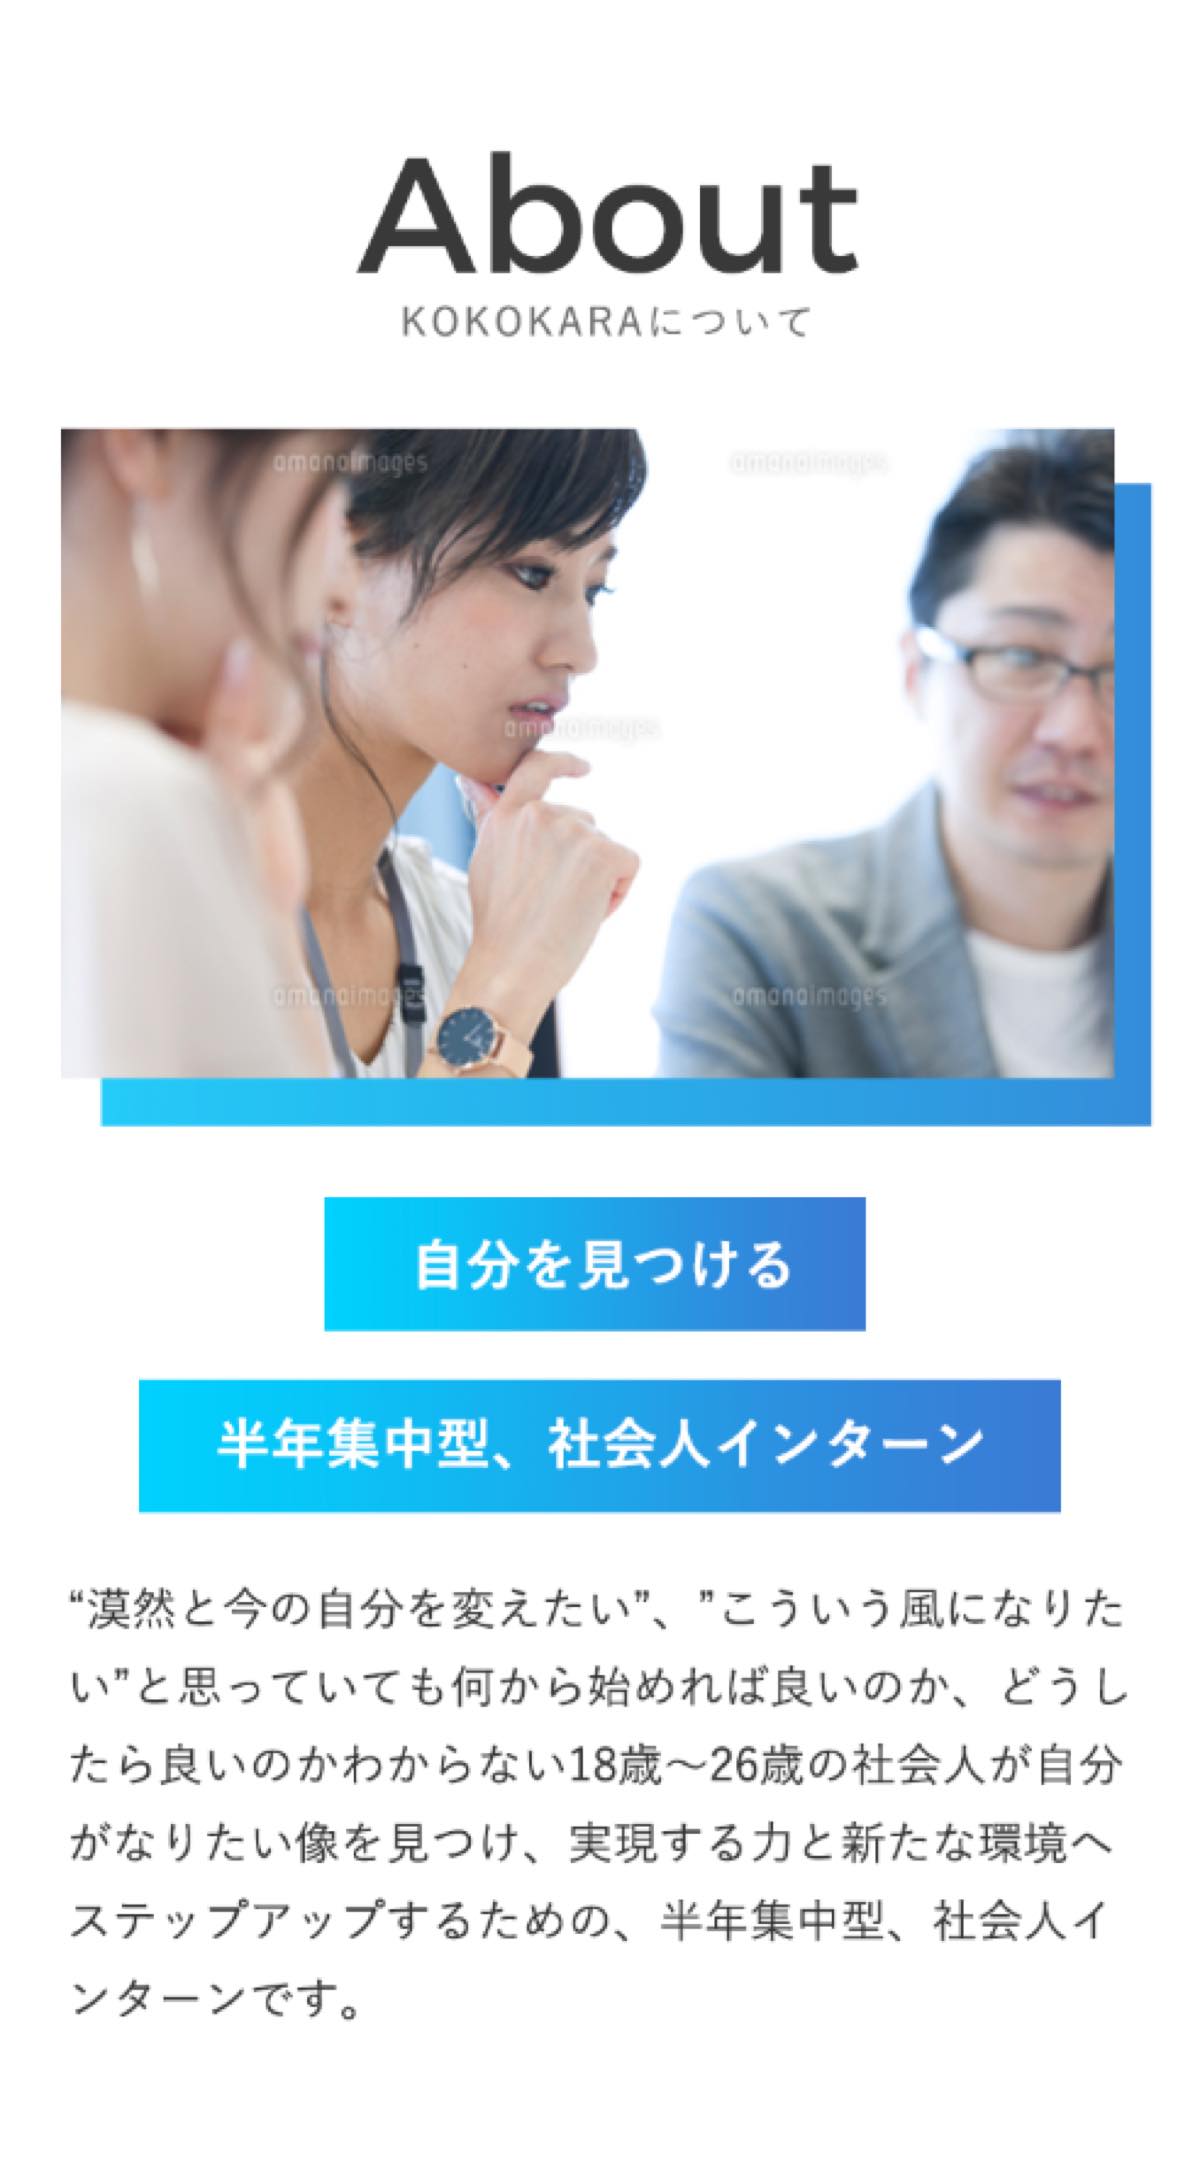 About
KOKOKARAについて
amanaimages
amanaimages
amanaimages
amanaimages
amanaimages
自分を見つける
半年集中型、社会人インターン
“漠然と今の自分を変えたい”、”こういう風になりた
い”と思っていても何から始めれば良いのか、どうし
たら良いのかわからない18歳〜26歳の社会人が自分
がなりたい像を見つけ、実現する力と新たな環境へ
ステップアップするための、半年集中型、社会人イ
ンターンです。